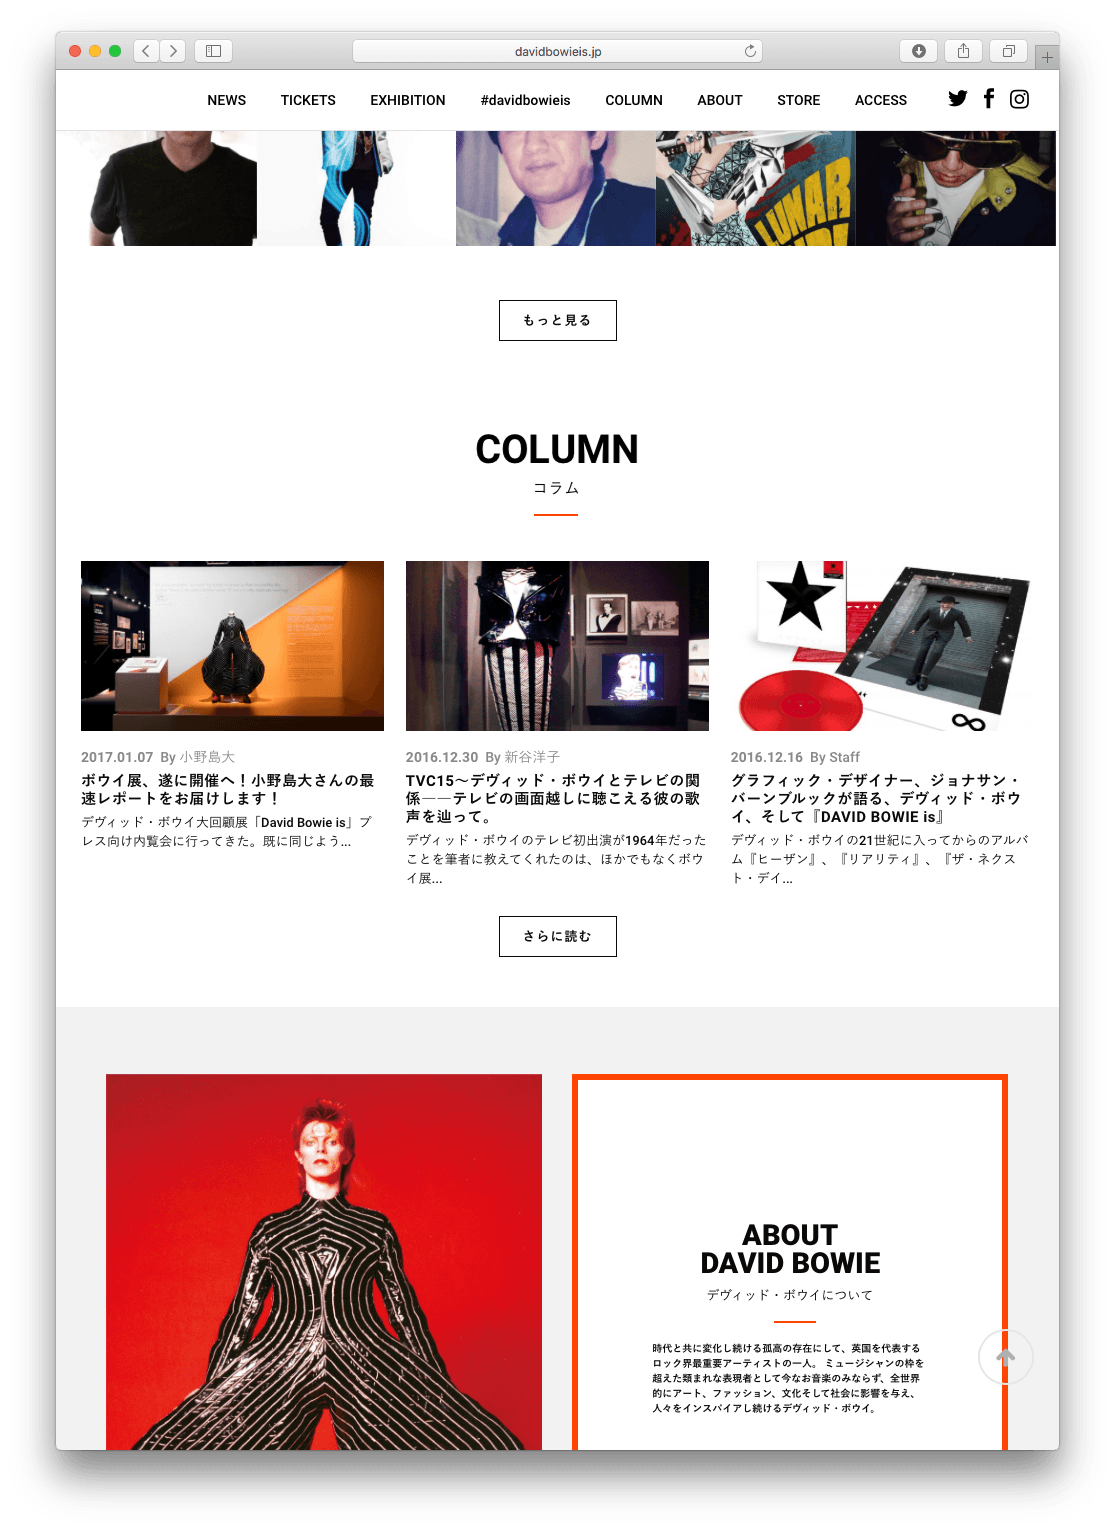 davidbowieis.jp
NEWS TICKETS EXHIBITION #davidbowieis COLUMN ABOUT STORE ACCESS
LUNAR
もっと見る
COLUMN
コラム
2017.01.07 By 小野島大
ボウイ展、遂に開催へ！小野島大さんの最
速レポートをお届けします！
デヴィッド・ボウイ大回顧展「David Bowie is」プ
レス向け内覧会に行ってきた。既に同じよう...
2016.12.30 By 新谷洋子
TVC15〜デヴィッド・ボウイとテレビの関
係――テレビの画面越しに聴こえる彼の歌
声を辿って。
デヴィッド・ボウイのテレビ初出演が1964年だった
ことを筆者に教えてくれたのは、ほかでもなくボウ
イ展...
2016.12.16 By Staff
グラフィック・デザイナー、ジョナサン・
バーンブルックが語る、デヴィッド・ボウ
イ、そして『DAVID BOWIE is』
デヴィッド・ボウイの21世紀に入ってからのアルバ
ム『ヒーザン』、『リアリティ』、『ザ・ネクス
ト・デイ...
さらに読む
ABOUT
DAVID BOWIE
デヴィッド・ボウイについて
時代と共に変化し続ける孤高の存在にして、英国を代表する
ロック界最重要アーティストの一人。 ミュージシャンの枠を
超えた類まれな表現者として今なお音楽のみならず、全世界
的にアート、ファッション、文化そして社会に影響を与え、
人々をインスパイアし続けるデヴィッド・ボウイ。